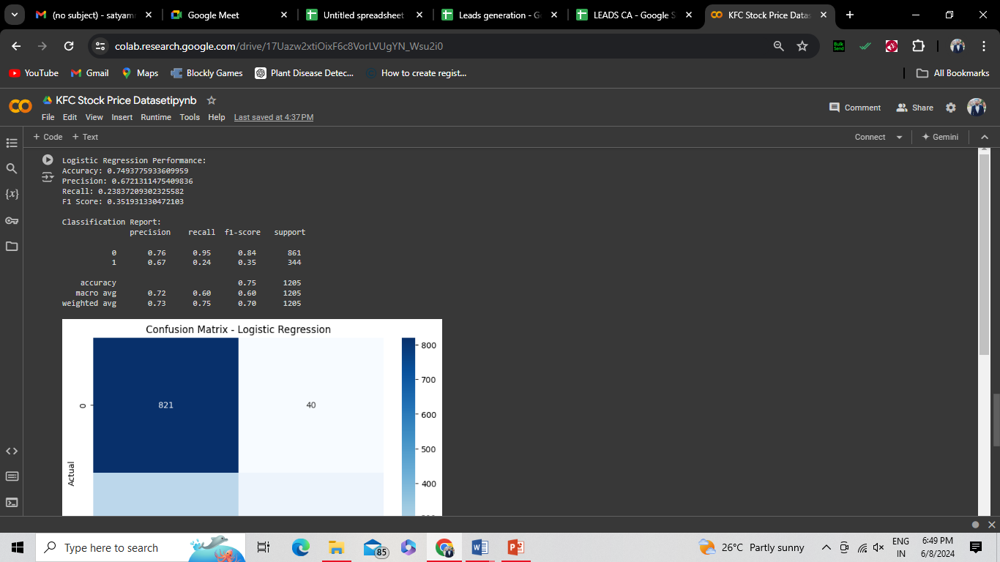 (no subject) - satyam
Google Meet
Untitled spreadsheet
Leads generation - G
LEADS CA - Google S
KFC Stock Price Datas
colab.research.google.com/drive/17Uazw2xtiOixF6c8VorLVUgYN_Wsu2i0
Bulk Send
YouTube
Gmail
Maps
Blockly Games
Plant Disease Detec...
How to create regist...
All Bookmarks
KFC Stock Price Datasetipynb
File Edit View Insert Runtime Tools Help Last saved at 4:37 PM
Comment
Share
+ Code + Text
Connect
Gemini
Logistic Regression Performance:
Accuracy: 0.7493775933609959
Precision: 0.6721311475409836
Recall: 0.23837209302325582
F1 Score: 0.351931330472103
Classification Report:
precision recall f1-score support
0 0.76 0.95 0.84 861
1 0.67 0.24 0.35 344
accuracy 0.75 1205
macro avg 0.72 0.60 0.60 1205
weighted avg 0.73 0.75 0.70 1205
Confusion Matrix - Logistic Regression
0
821
40
Actual
800
700
600
500
400
Type here to search
85
26°C Partly sunny
ENG
IN
6:49 PM
6/8/2024